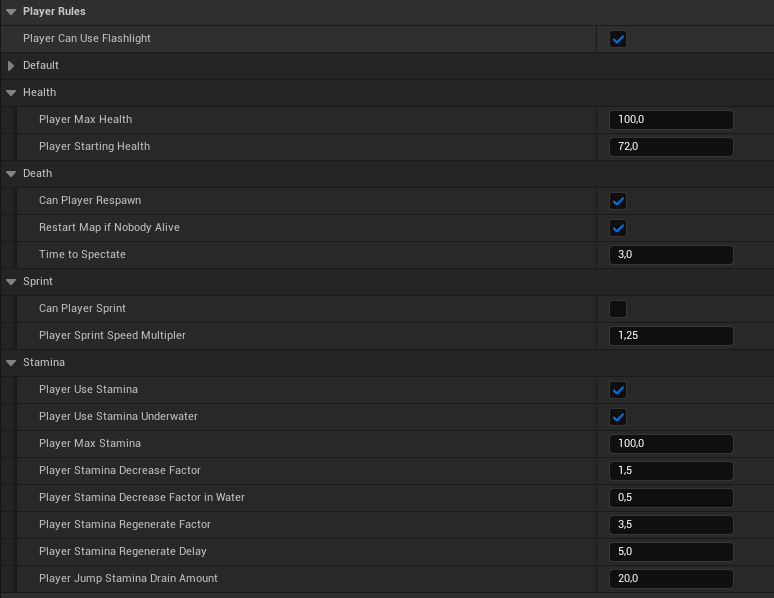 Player Rules
Player Can Use Flashlight
Default
Health
Player Max Health 100,0
Player Starting Health 72,0
Death
Can Player Respawn
Restart Map if Nobody Alive
Time to Spectate 3,0
Sprint
Can Player Sprint
Player Sprint Speed Multipler 1,25
Stamina
Player Use Stamina
Player Use Stamina Underwater
Player Max Stamina 100,0
Player Stamina Decrease Factor 1,5
Player Stamina Decrease Factor in Water 0,5
Player Stamina Regenerate Factor 3,5
Player Stamina Regenerate Delay 5,0
Player Jump Stamina Drain Amount 20,0